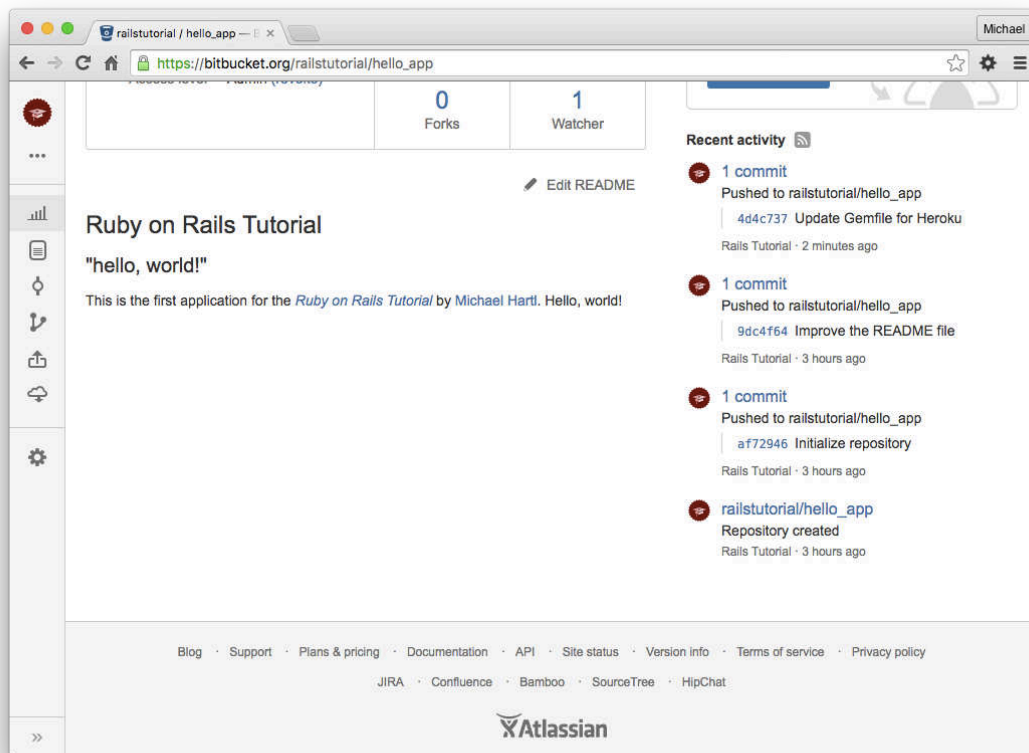 railstutorial / hello_app —
Michael
https://bitbucket.org/railstutorial/hello_app
0
Forks
1
Watcher
Edit README
Ruby on Rails Tutorial
"hello, world!"
This is the first application for the Ruby on Rails Tutorial by Michael Hartl. Hello, world!
Recent activity
1 commit
Pushed to railstutorial/hello_app
4d4c737 Update Gemfile for Heroku
Rails Tutorial · 2 minutes ago
1 commit
Pushed to railstutorial/hello_app
9dc4f64 Improve the README file
Rails Tutorial · 3 hours ago
1 commit
Pushed to railstutorial/hello_app
af72946 Initialize repository
Rails Tutorial · 3 hours ago
railstutorial/hello_app
Repository created
Rails Tutorial · 3 hours ago
Blog · Support · Plans & pricing · Documentation · API · Site status · Version info · Terms of service · Privacy policy
JIRA · Confluence · Bamboo · SourceTree · HipChat
Atlassian